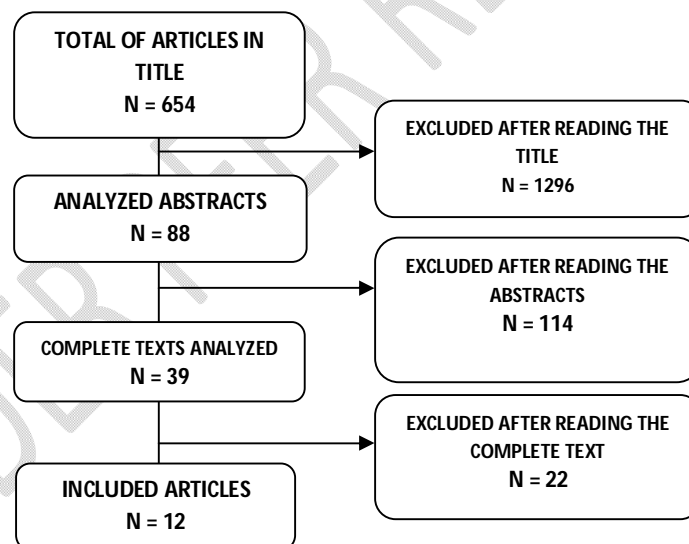 TOTAL OF ARTICLES IN
TITLE
N = 654
EXCLUDED AFTER READING THE
TITLE
N = 1296
ANALYZED ABSTRACTS
N = 88
EXCLUDED AFTER READING THE
ABSTRACTS
N = 114
COMPLETE TEXTS ANALYZED
N = 39
EXCLUDED AFTER READING THE
COMPLETE TEXT
N = 22
INCLUDED ARTICLES
N = 12